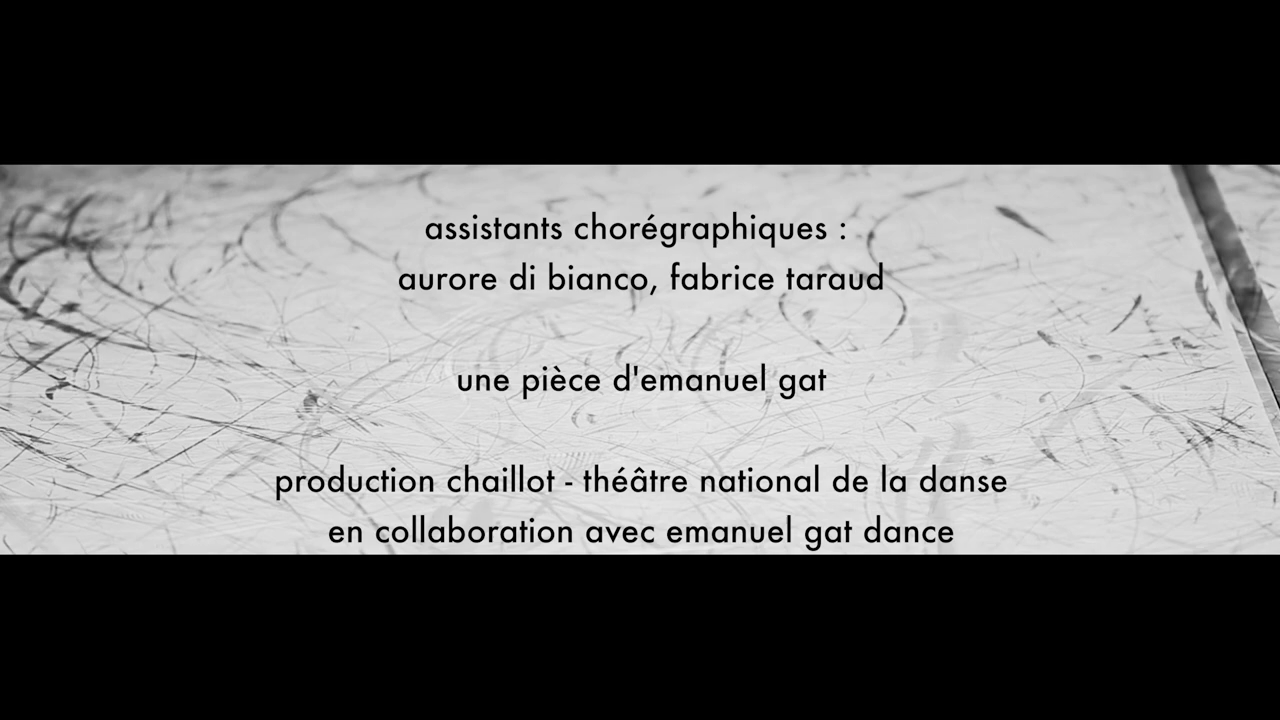 assistants chorégraphiques :
aurore di bianco, fabrice taraud
une pièce d'emanuel gat
production chaillot - théâtre national de la danse
en collaboration avec emanuel gat dance